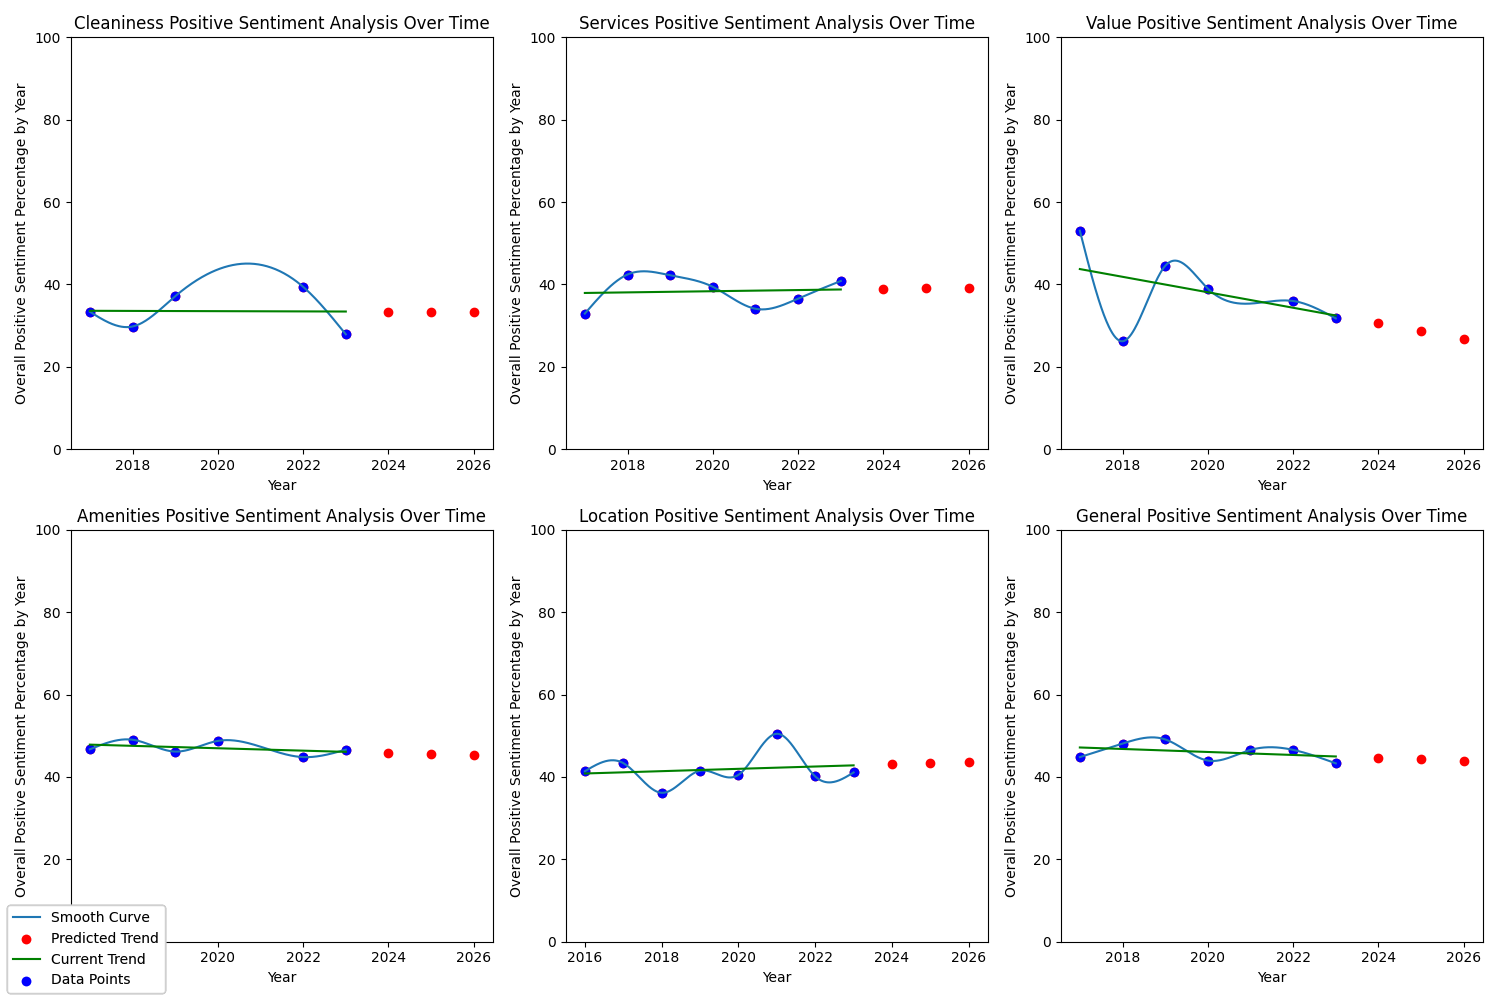 Cleaniness Positive Sentiment Analysis Over Time
Overall Positive Sentiment Percentage by Year
100
80
60
40
20
0
2018
2020
2022
2024
2026
Year
Services Positive Sentiment Analysis Over Time
Overall Positive Sentiment Percentage by Year
100
80
60
40
20
0
2018
2020
2022
2024
2026
Year
Value Positive Sentiment Analysis Over Time
Overall Positive Sentiment Percentage by Year
100
80
60
40
20
0
2018
2020
2022
2024
2026
Year
Amenities Positive Sentiment Analysis Over Time
Overall Positive Sentiment Percentage by Year
100
80
60
40
20
2020
2022
2024
2026
Year
Smooth Curve
Predicted Trend
Current Trend
Data Points
Location Positive Sentiment Analysis Over Time
Overall Positive Sentiment Percentage by Year
100
80
60
40
20
0
2016
2018
2020
2022
2024
2026
Year
General Positive Sentiment Analysis Over Time
Overall Positive Sentiment Percentage by Year
100
80
60
40
20
0
2018
2020
2022
2024
2026
Year